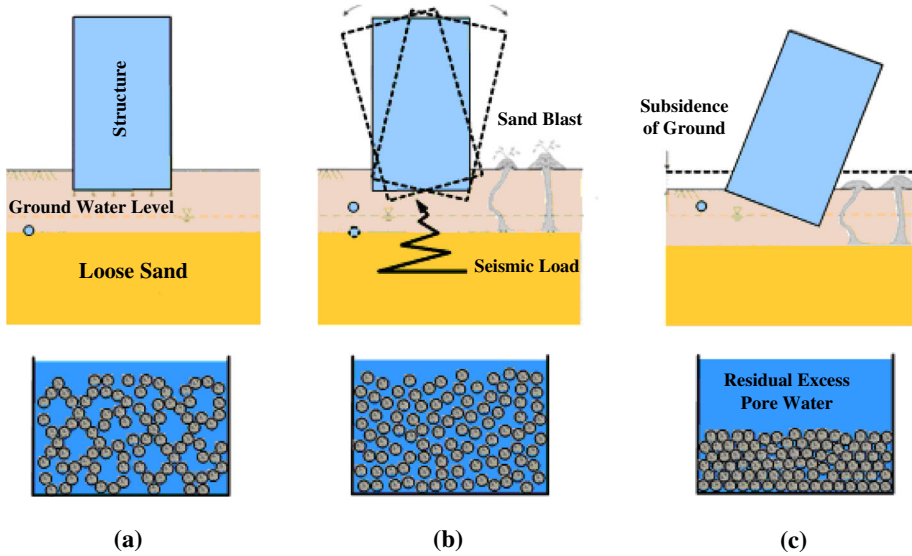 Structure
Ground Water Level
Loose Sand
(a)
Sand Blast
Seismic Load
(b)
Subsidence
of Ground
Residual Excess
Pore Water
(c)